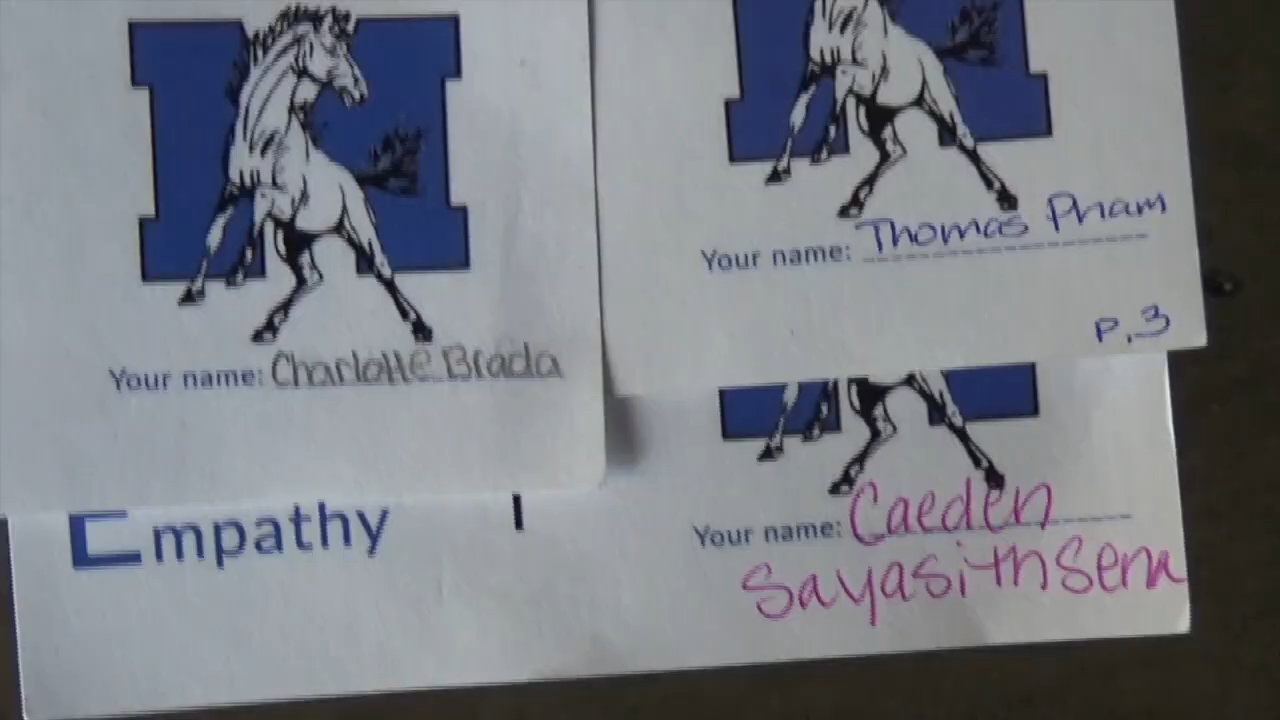 Your name: Charlotte Brada
Your name: Thomas Pham
p.3
Empathy
Your name: Caeden
Sayasithsena